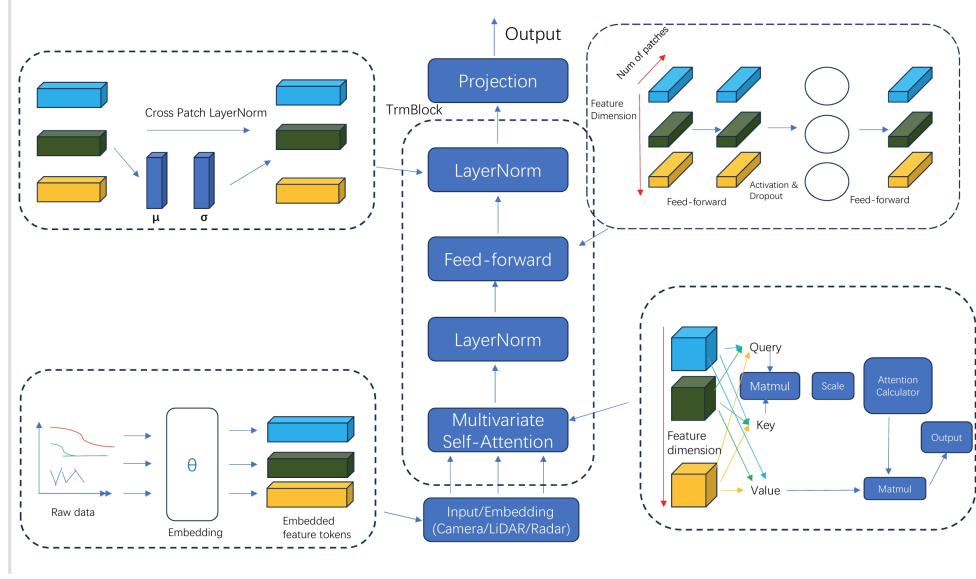 Output
Projection
TrmBlock
LayerNorm
Feed-forward
LayerNorm
Multivariate
Self-Attention
Input/Embedding
(Camera/LiDAR/Radar)
Cross Patch LayerNorm
μ
σ
Num of patches
Feature
Dimension
Feed-forward
Activation &
Dropout
Feed-forward
Raw data
θ
Embedding
Embedded
feature tokens
Feature
dimension
Query
Matmul
Key
Value
Scale
Attention
Calculator
Matmul
Output